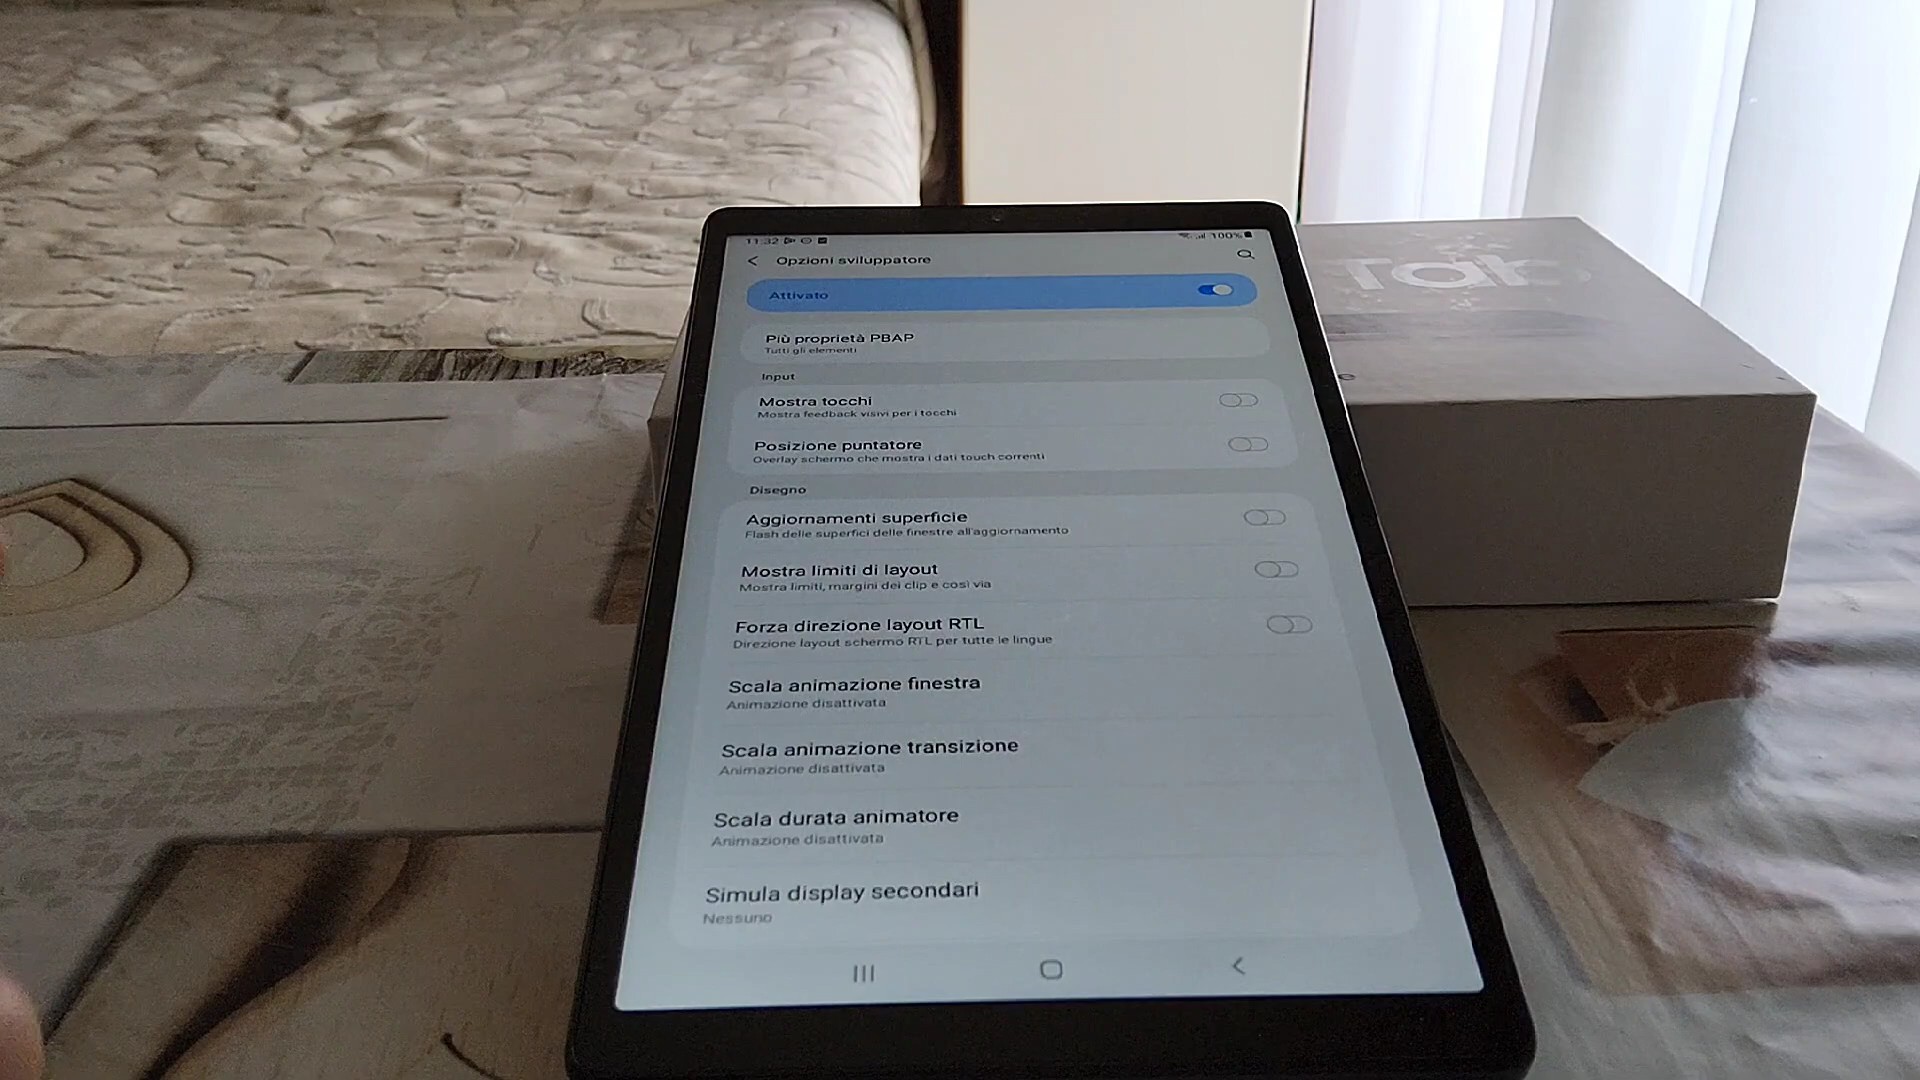 11:32
100%
Opzioni sviluppatore
Attivato
Più proprietà PBAP
Tutti gli elementi
Input
Mostra tocchi
Mostra feedback visivi per i tocchi
Posizione puntatore
Overlay schermo che mostra i dati touch correnti
Disegno
Aggiornamenti superficie
Flash delle superfici delle finestre all'aggiornamento
Mostra limiti di layout
Mostra limiti, margini dei clip e così via
Forza direzione layout RTL
Direzione layout schermo RTL per tutte le lingue
Scala animazione finestra
Animazione disattivata
Scala animazione transizione
Animazione disattivata
Scala durata animatore
Animazione disattivata
Simula display secondari
Nessuno
Tab